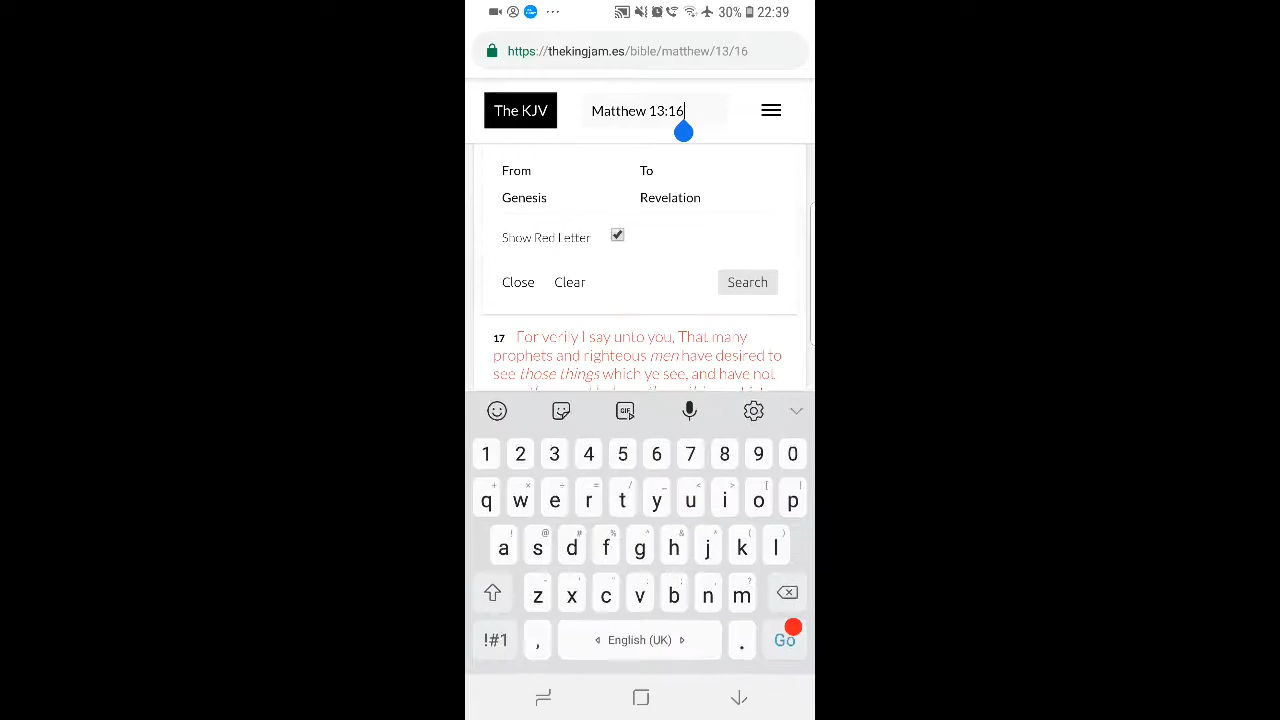 30% 22:39
https://thekingjam.es/bible/matthew/13/16
The KJV Matthew 13:16
From To
Genesis Revelation
Show Red Letter
Close Clear Search
17 For verily I say unto you, That many
prophets and righteous men have desired to
see those things which ye see, and have not
GIF
1 2 3 4 5 6 7 8 9 0
q w e r t y u i o p
a s d f g h j k l
z x c v b n m
!#1 , English (UK) . Go